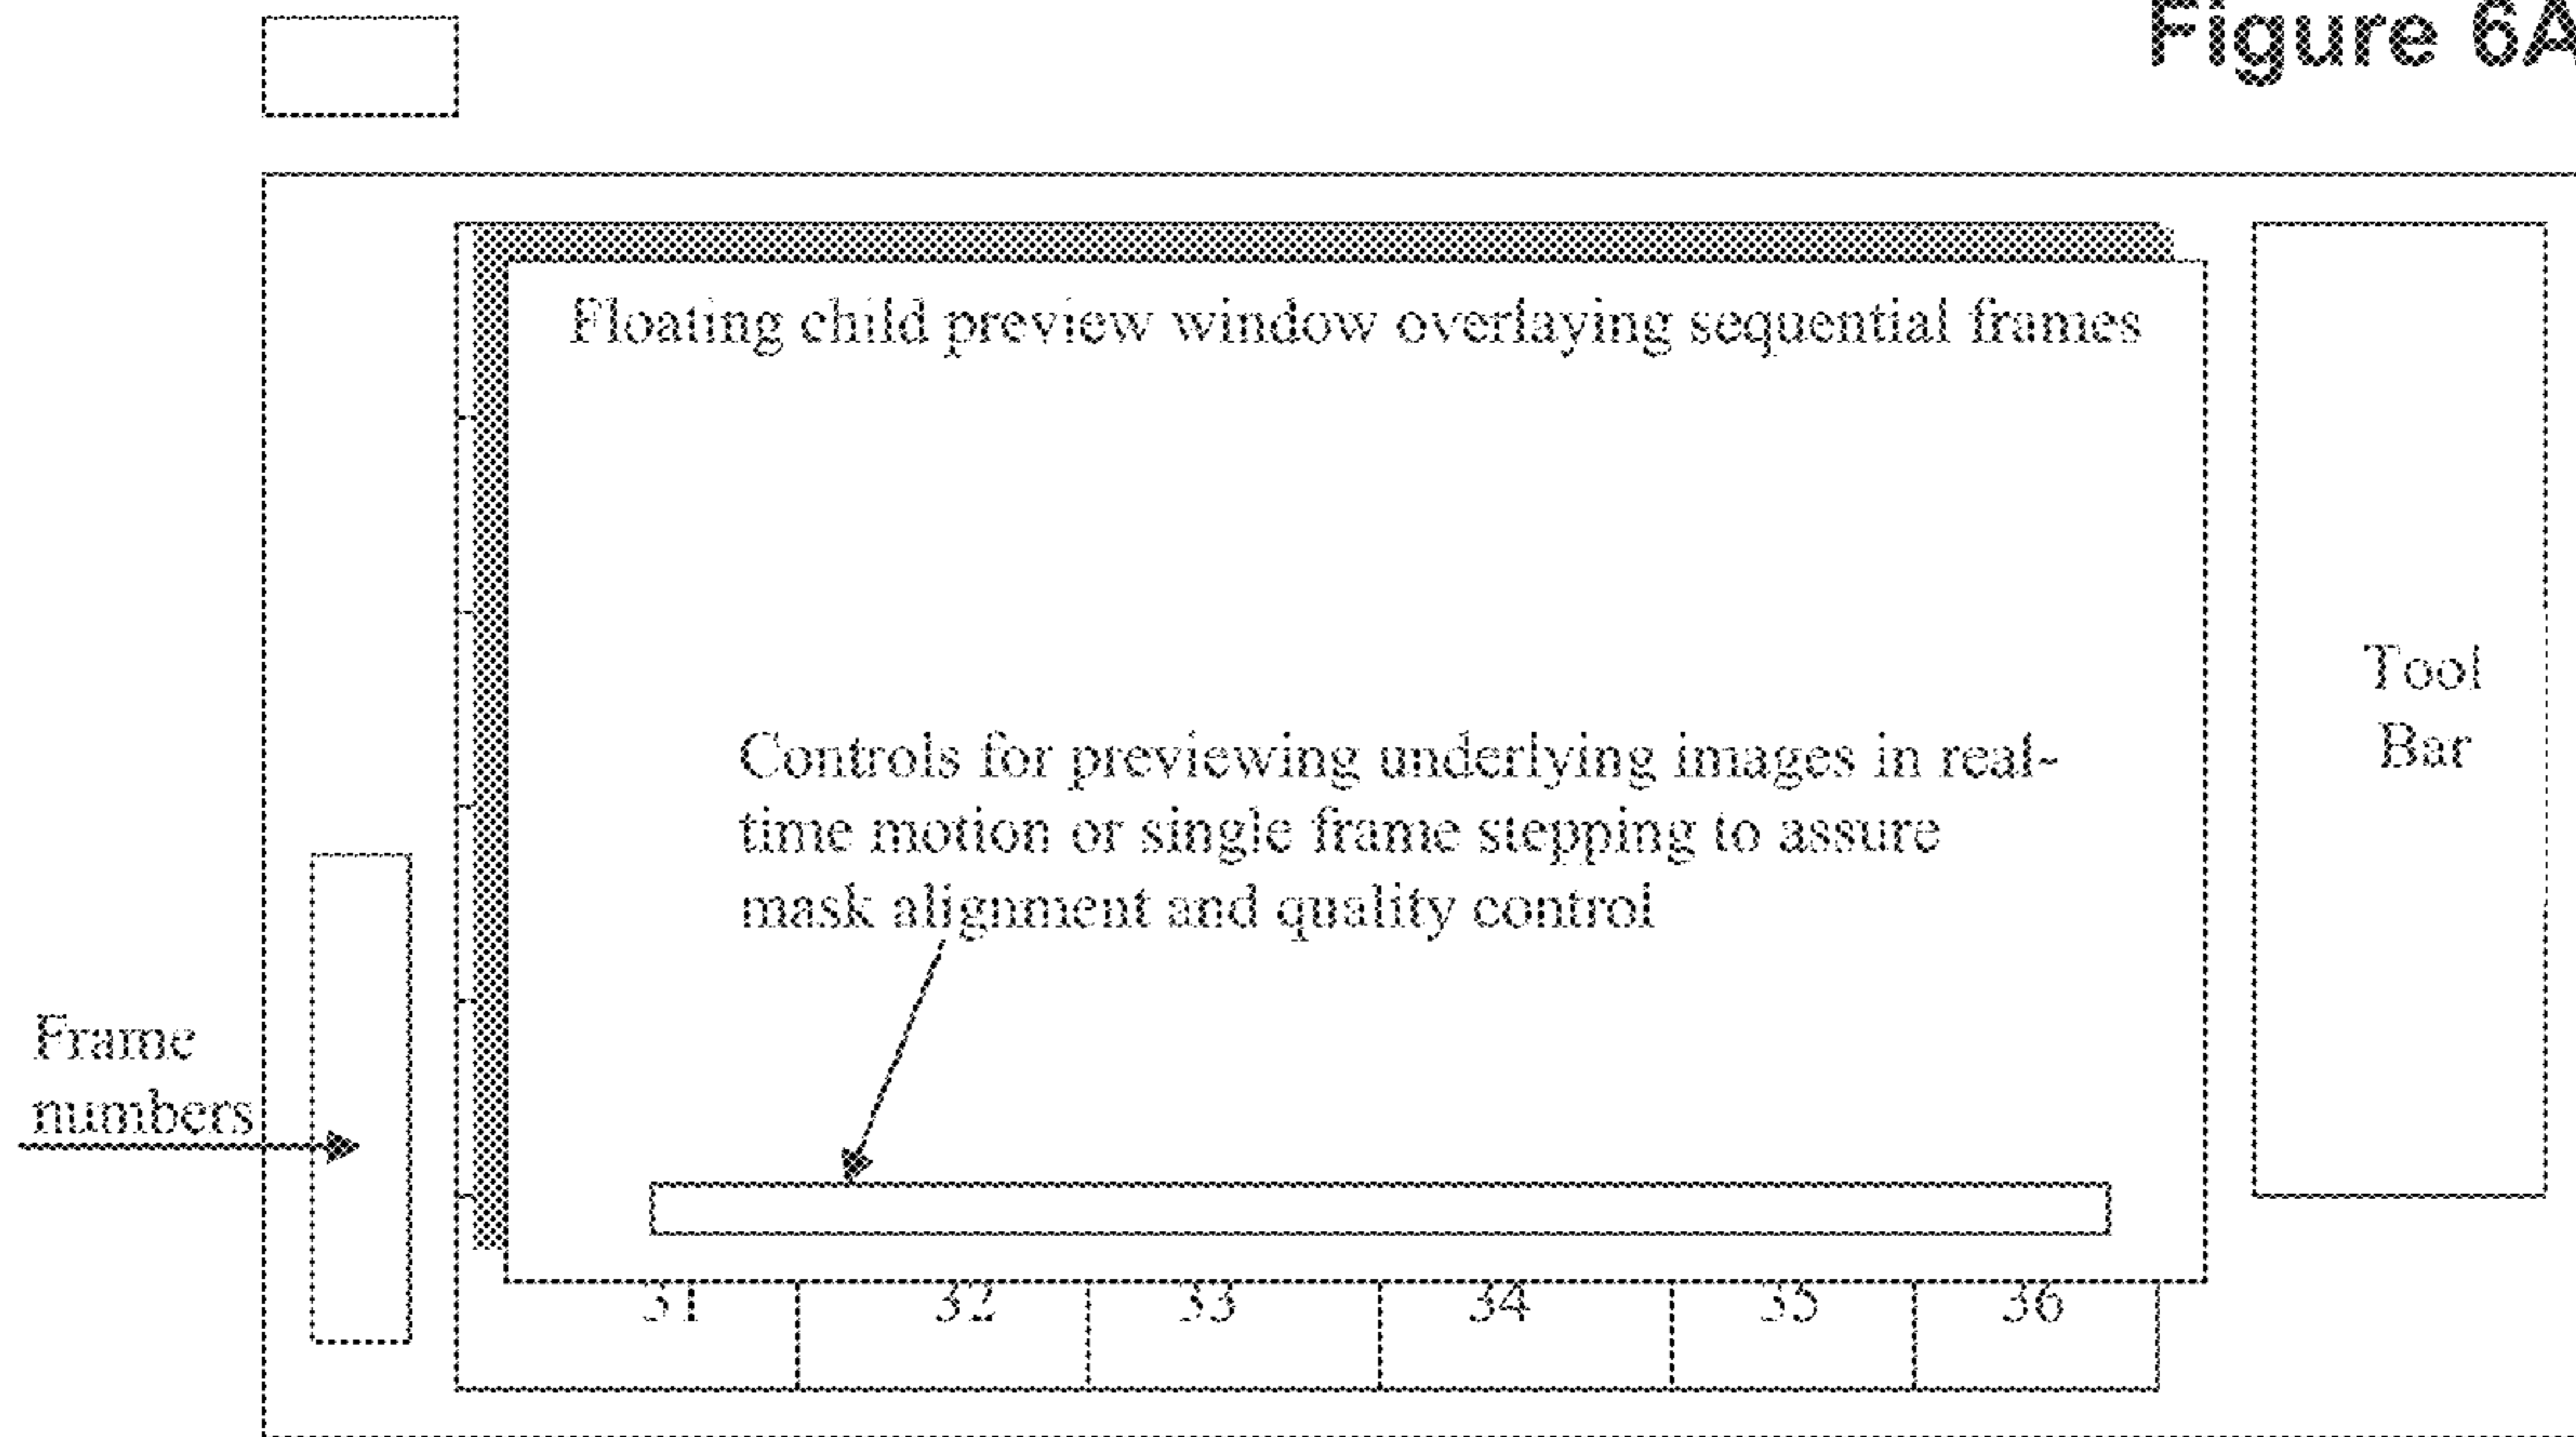 Figure 6A
Floating child preview window overlaying sequential frames
Tool
Bar
Controls for previewing underlying images in real-
time motion or single frame stepping to assure
mask alignment and quality control
Frame
numbers
31 32 33 34 35 36